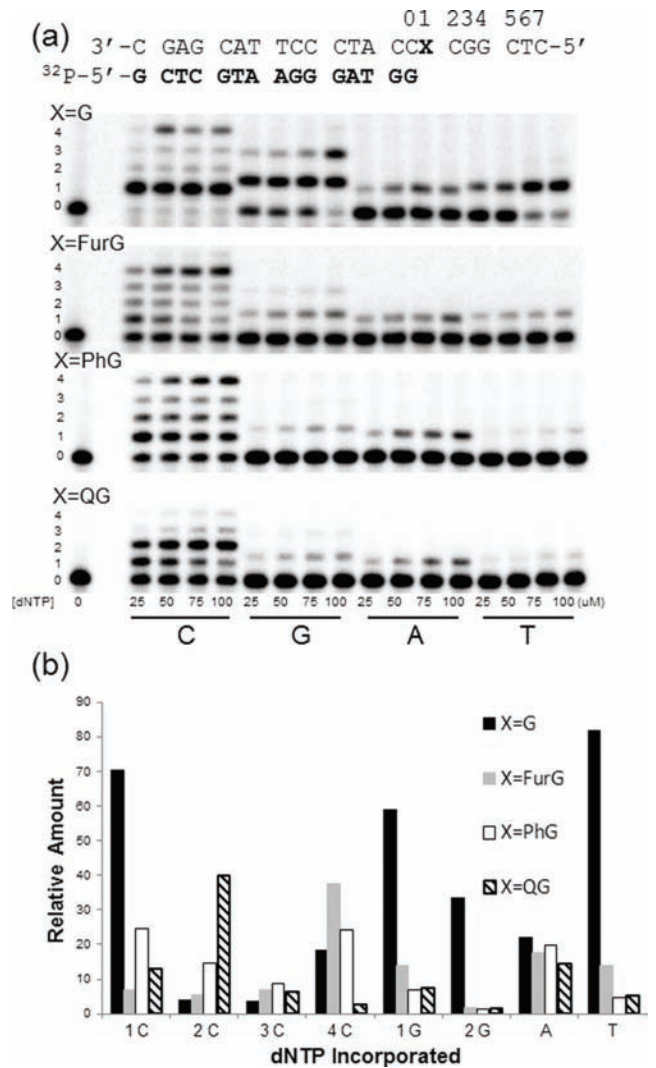 (a)
01 234 567
3'-C GAG CAT TCC CTA CCX CGG CTC-5'
32P-5'-G CTC GTA AGG GAT GG
X=G
4
3
2
1
0
X=FurG
4
3
2
1
0
X=PhG
4
3
2
1
0
X=QG
4
3
2
1
0
[dNTP] 0 25 50 75 100 25 50 75 100 25 50 75 100 25 50 75 100 (uM)
C G A T
(b)
90
80
70
60
50
40
30
20
10
0
Relative Amount
X=G
X=FurG
X=PhG
X=QG
1 C 2 C 3 C 4 C 1 G 2 G A T
dNTP Incorporated